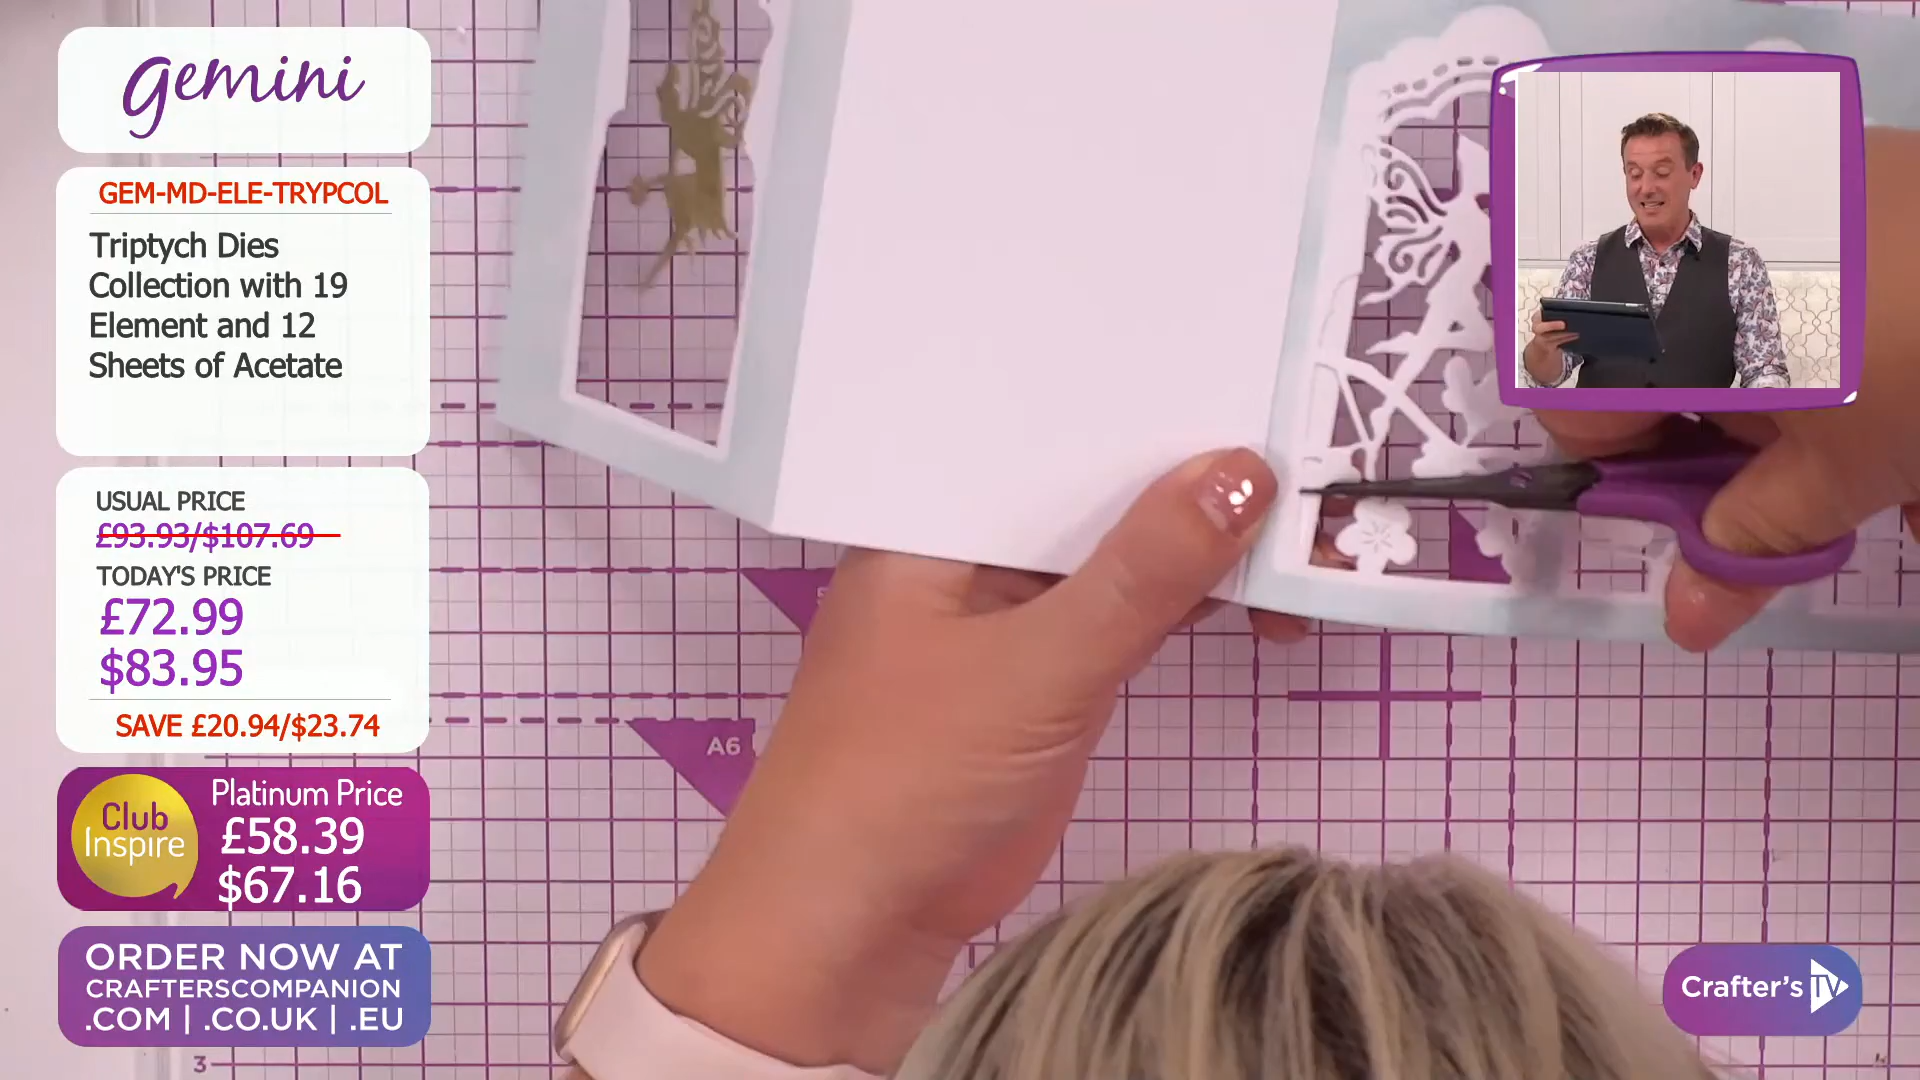 gemini
GEM-MD-ELE-TRYPCOL
Triptych Dies
Collection with 19
Element and 12
Sheets of Acetate
USUAL PRICE
£93.93/$107.69
TODAY'S PRICE
£72.99
$83.95
SAVE £20.94/$23.74
Club
Inspire
Platinum Price
£58.39
$67.16
ORDER NOW AT
CRAFTERSCOMPANION
.COM | .CO.UK | .EU
A6
3
Crafter's TV